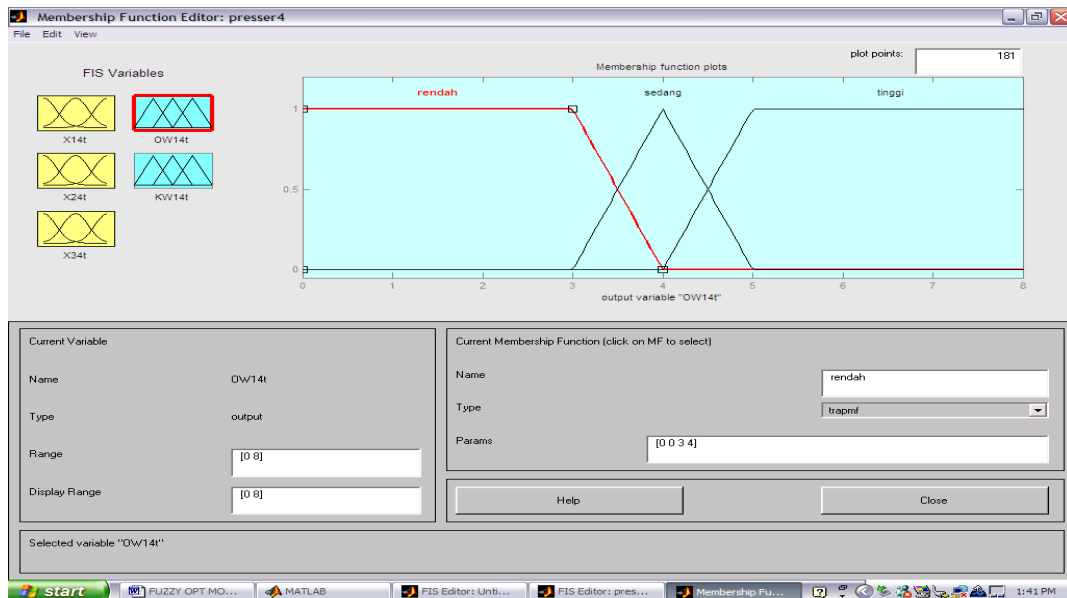 Membership Function Editor: presser4
File Edit View
FIS Variables
X14t
OW14t
X24t
KW14t
X34t
plot points:
181
Membership function plots
rendah
sedang
tinggi
1
0.5
0
0 1 2 3 4 5 6 7 8
output variable "OW14t"
Current Variable
Name
OW14t
Type
output
Range
[0 8]
Display Range
[0 8]
Current Membership Function (click on MF to select)
Name
rendah
Type
trapmf
Params
[0 0 3 4]
Help
Close
Selected variable "OW14t"
start
FUZZY OPT MO...
MATLAB
FIS Editor: Unti...
FIS Editor: pres...
Membership Fu...
1:41 PM